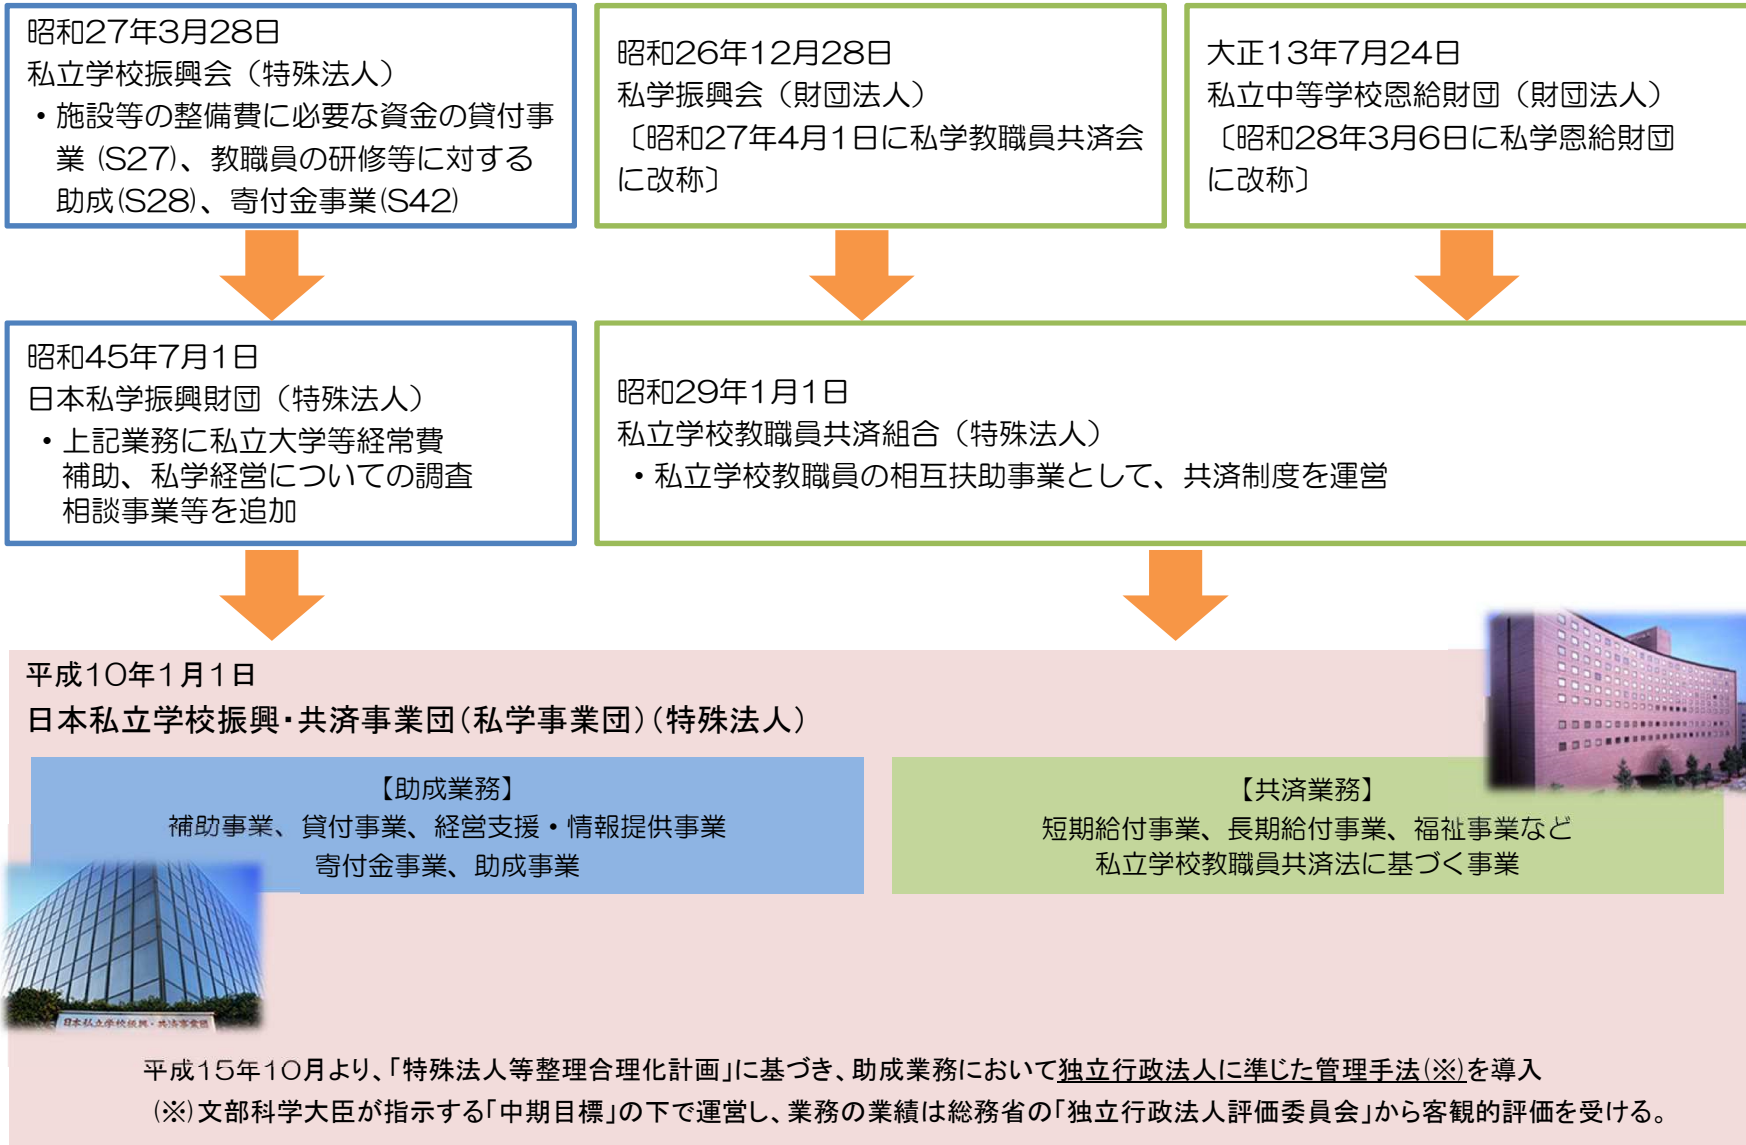 昭和27年3月28日
私立学校振興会（特殊法人）
・施設等の整備費に必要な資金の貸付事
業 (S27)、教職員の研修等に対する
助成(S28)、寄付金事業(S42)
昭和26年12月28日
私学振興会（財団法人）
〔昭和27年4月1日に私学教職員共済会
に改称〕
大正13年7月24日
私立中等学校恩給財団（財団法人）
〔昭和28年3月6日に私学恩給財団
に改称〕
昭和45年7月1日
日本私学振興財団（特殊法人）
・上記業務に私立大学等経常費
補助、私学経営についての調査
相談事業等を追加
昭和29年1月1日
私立学校教職員共済組合（特殊法人）
・私立学校教職員の相互扶助事業として、共済制度を運営
平成10年1月1日
日本私立学校振興・共済事業団（私学事業団）（特殊法人）
【助成業務】
補助事業、貸付事業、経営支援・情報提供事業
寄付金事業、助成事業
【共済業務】
短期給付事業、長期給付事業、福祉事業など
私立学校教職員共済法に基づく事業
日本私立学校振興・共済事業団
平成15年10月より、「特殊法人等整理合理化計画」に基づき、助成業務において独立行政法人に準じた管理手法(※)を導入
(※)文部科学大臣が指示する「中期目標」の下で運営し、業務の業績は総務省の「独立行政法人評価委員会」から客観的評価を受ける。